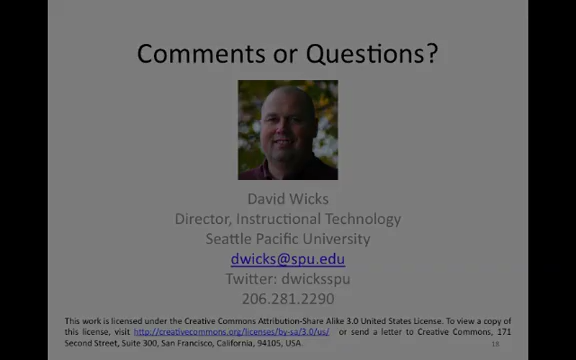 Comments or Questions?
David Wicks
Director, Instructional Technology
Seattle Pacific University
dwicks@spu.edu
Twitter: dwicksspu
206.281.2290
This work is licensed under the Creative Commons Attribution-Share Alike 3.0 United States License. To view a copy of
this license, visit http://creativecommons.org/licenses/by-sa/3.0/us/ or send a letter to Creative Commons, 171
Second Street, Suite 300, San Francisco, California, 94105, USA.
18